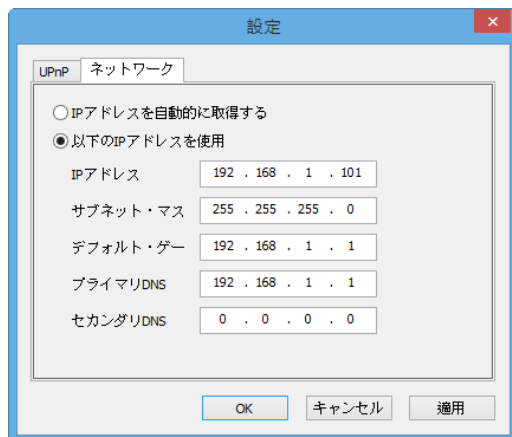 設定
×
UPnP ネットワーク
IPアドレスを自動的に取得する
以下のIPアドレスを使用
IPアドレス 192 . 168 . 1 . 101
サブネット・マス 255 . 255 . 255 . 0
デフォルト・ゲー 192 . 168 . 1 . 1
プライマリDNS 192 . 168 . 1 . 1
セカンダリDNS 0 . 0 . 0 . 0
OK キャンセル 適用